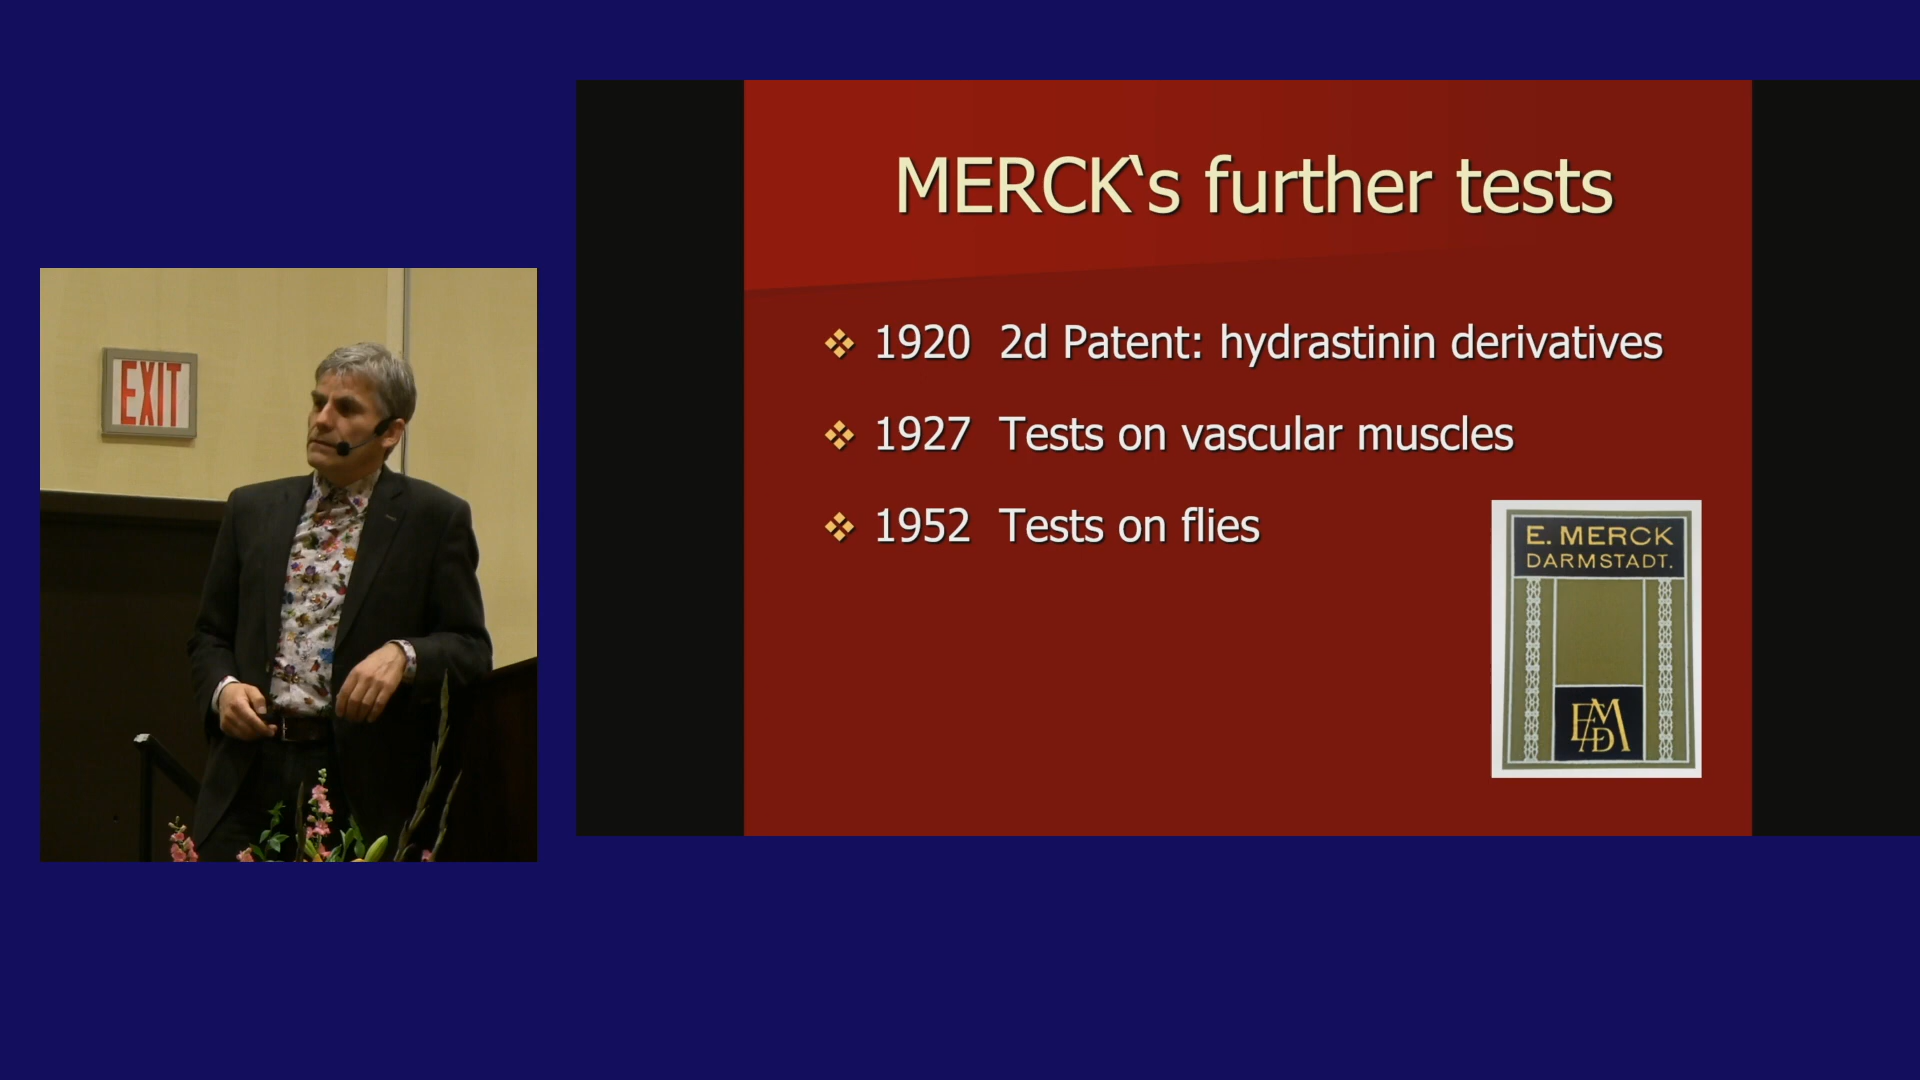 EXIT
MERCK‘s further tests
1920 2d Patent: hydrastinin derivatives
1927 Tests on vascular muscles
1952 Tests on flies
E. MERCK
DARMSTADT.
EMD